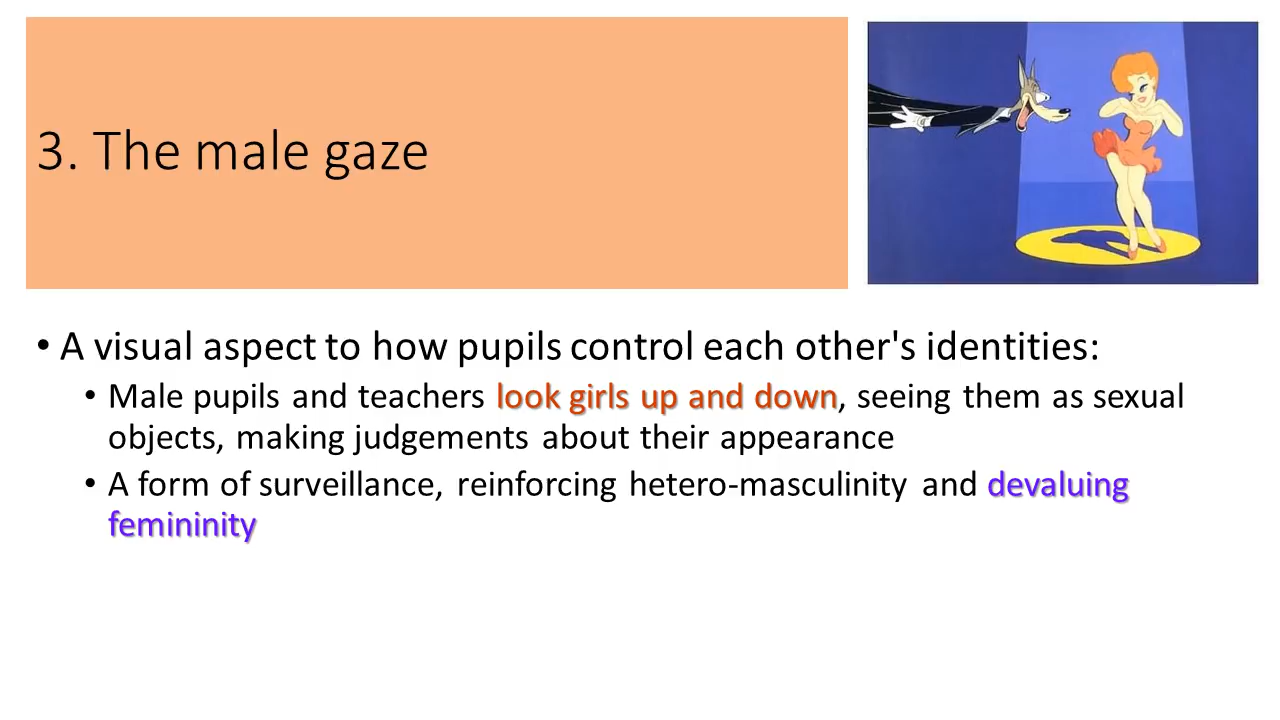 3. The male gaze
• A visual aspect to how pupils control each other's identities:
• Male pupils and teachers look girls up and down, seeing them as sexual
objects, making judgements about their appearance
• A form of surveillance, reinforcing hetero-masculinity and devaluing
femininity